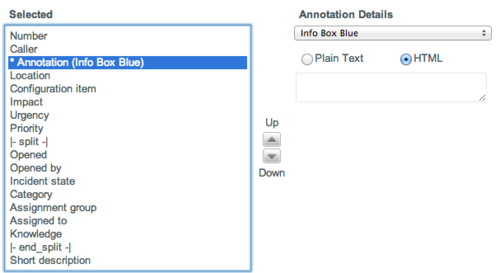 Selected
Number
Caller
* Annotation (Info Box Blue)
Location
Configuration item
Impact
Urgency
Priority
|- split -|
Opened
Opened by
Incident state
Category
Assignment group
Assigned to
Knowledge
|- end_split -|
Short description
Up
Down
Annotation Details
Info Box Blue
Plain Text HTML